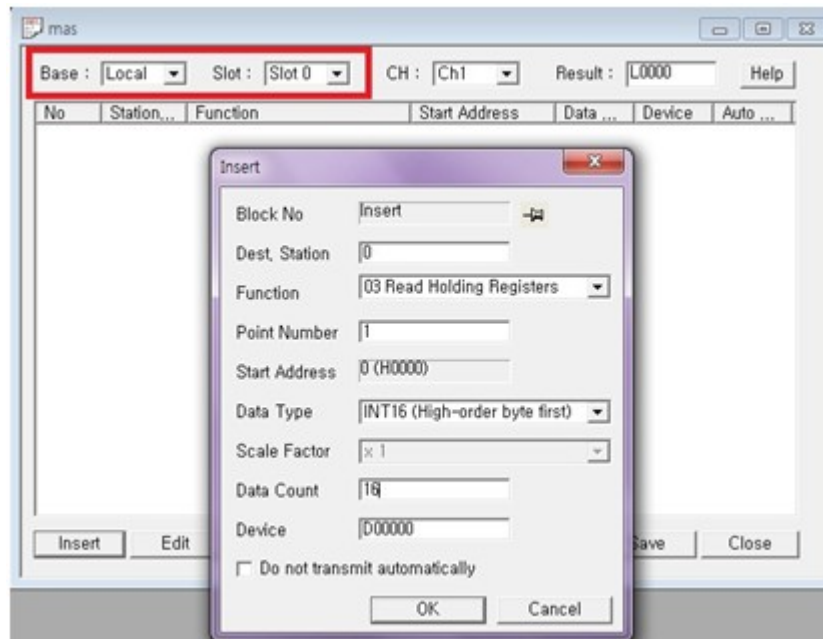 mas
Base : Local Slot : Slot 0 CH : Ch1 Result : L0000 Help
No Station,... Function Start Address Data ... Device Auto ...
Insert
Block No Insert
Dest, Station 0
Function 03 Read Holding Registers
Point Number 1
Start Address 0 (H0000)
Data Type INT16 (High-order byte first)
Scale Factor x 1
Data Count 16
Device D00000
Insert Edit Save Close
Do not transmit automatically
OK Cancel